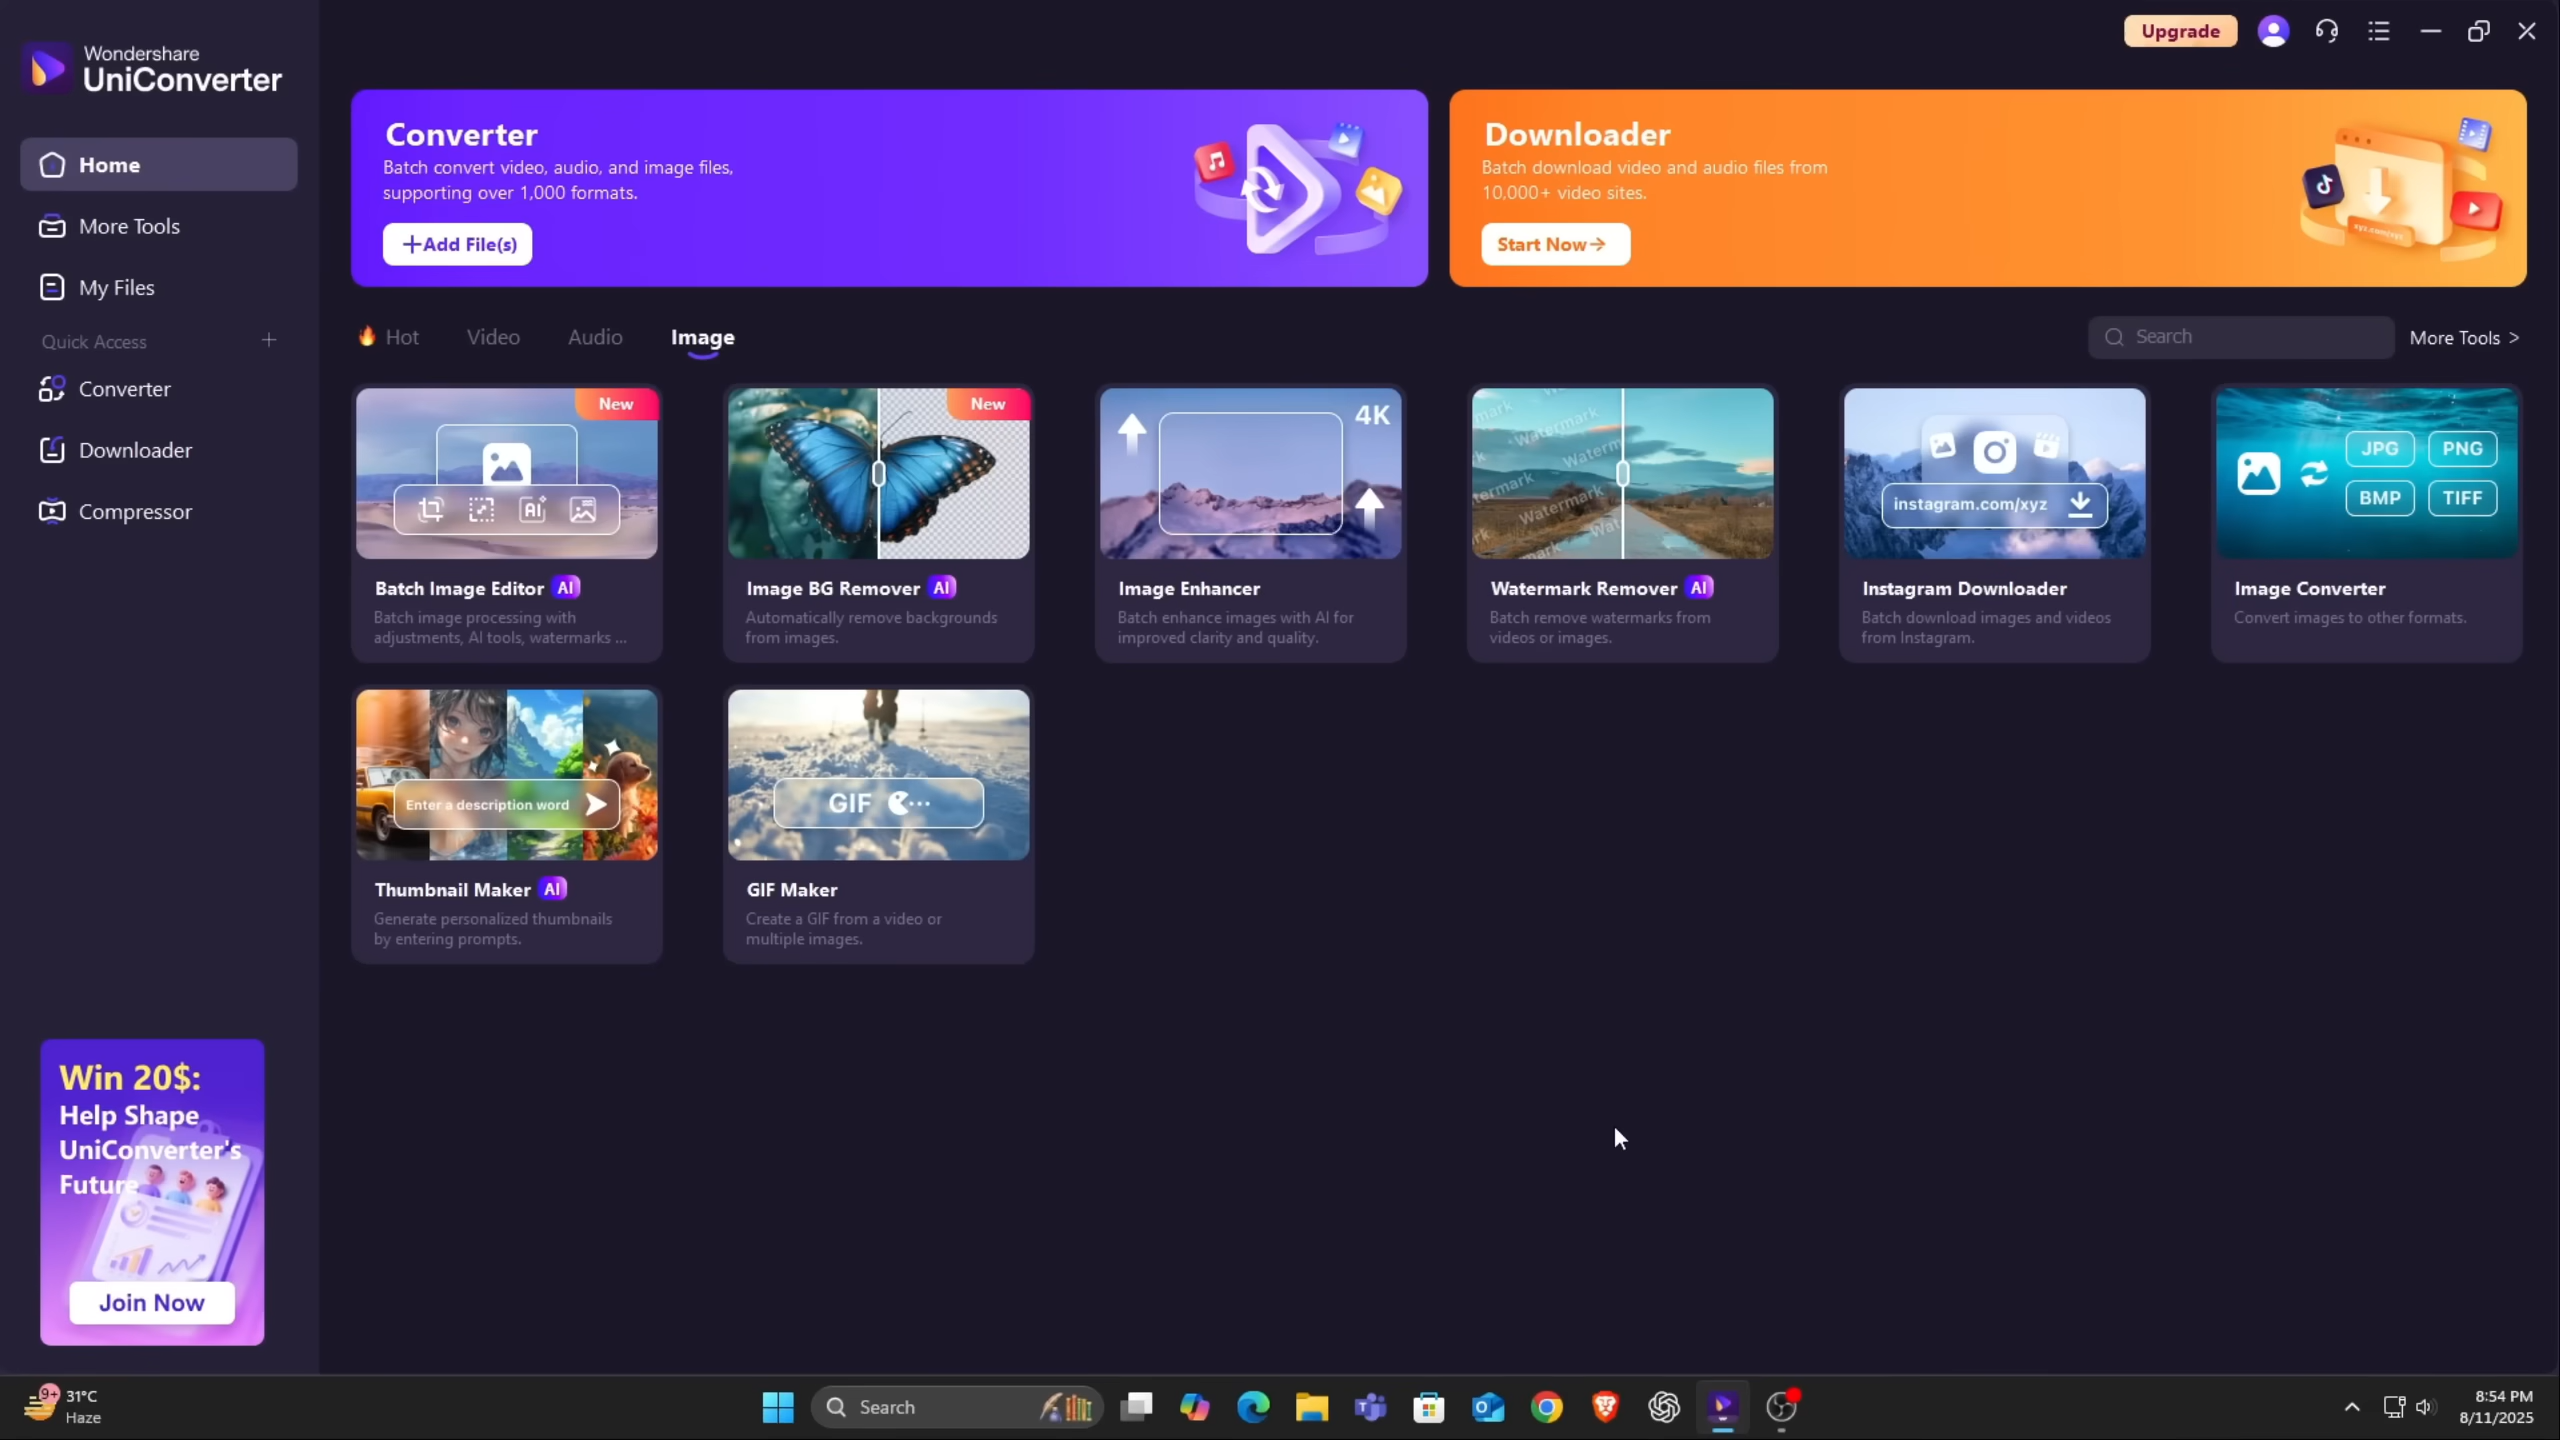 Wondershare
UniConverter
Upgrade
Home
More Tools
My Files
Quick Access
Converter
Downloader
Compressor
Converter
Batch convert video, audio, and image files,
supporting over 1,000 formats.
+Add File(s)
Downloader
Batch download video and audio files from
10,000+ video sites.
Start Now→
xyz.com/xyz
Hot
Video
Audio
Image
Search
More Tools >
New
Batch Image Editor AI
Batch image processing with
adjustments, AI tools, watermarks ...
New
Image BG Remover AI
Automatically remove backgrounds
from images.
4K
Image Enhancer
Batch enhance images with AI for
improved clarity and quality.
Watermark
Watermark
Watermark
Watermark Remover AI
Batch remove watermarks from
videos or images.
instagram.com/xyz
Instagram Downloader
Batch download images and videos
from Instagram.
JPG
PNG
BMP
TIFF
Image Converter
Convert images to other formats.
Enter a description word
Thumbnail Maker AI
Generate personalized thumbnails
by entering prompts.
GIF
GIF Maker
Create a GIF from a video or
multiple images.
Win 20$:
Help Shape
UniConverter's
Future
Join Now
9+
31°C
Haze
Search
8:54 PM
8/11/2025